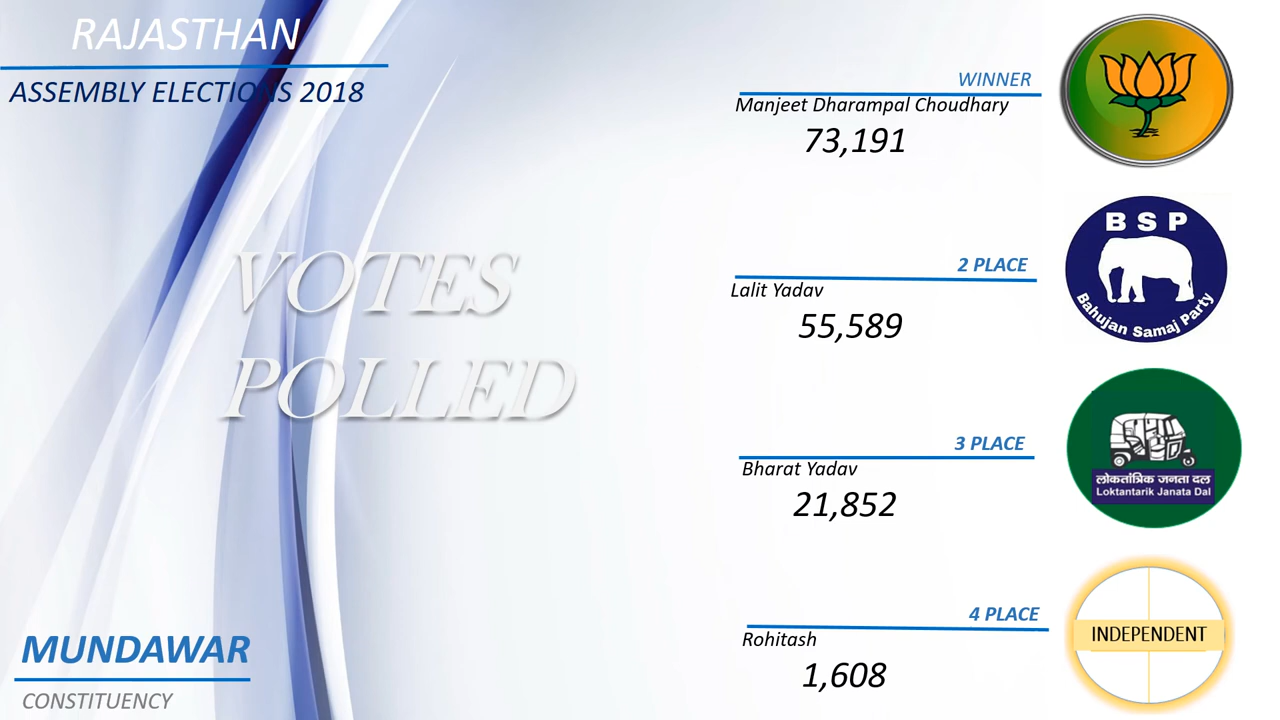 RAJASTHAN
ASSEMBLY ELECTIONS 2018
VOTES
POLLED
MUNDAWAR
CONSTITUENCY
WINNER
Manjeet Dharampal Choudhary
73,191
2 PLACE
Lalit Yadav
55,589
BSP
Bahujan Samaj Party
3 PLACE
Bharat Yadav
21,852
लोकतांत्रिक जनता दल
Loktantarik Janata Dal
4 PLACE
Rohitash
1,608
INDEPENDENT